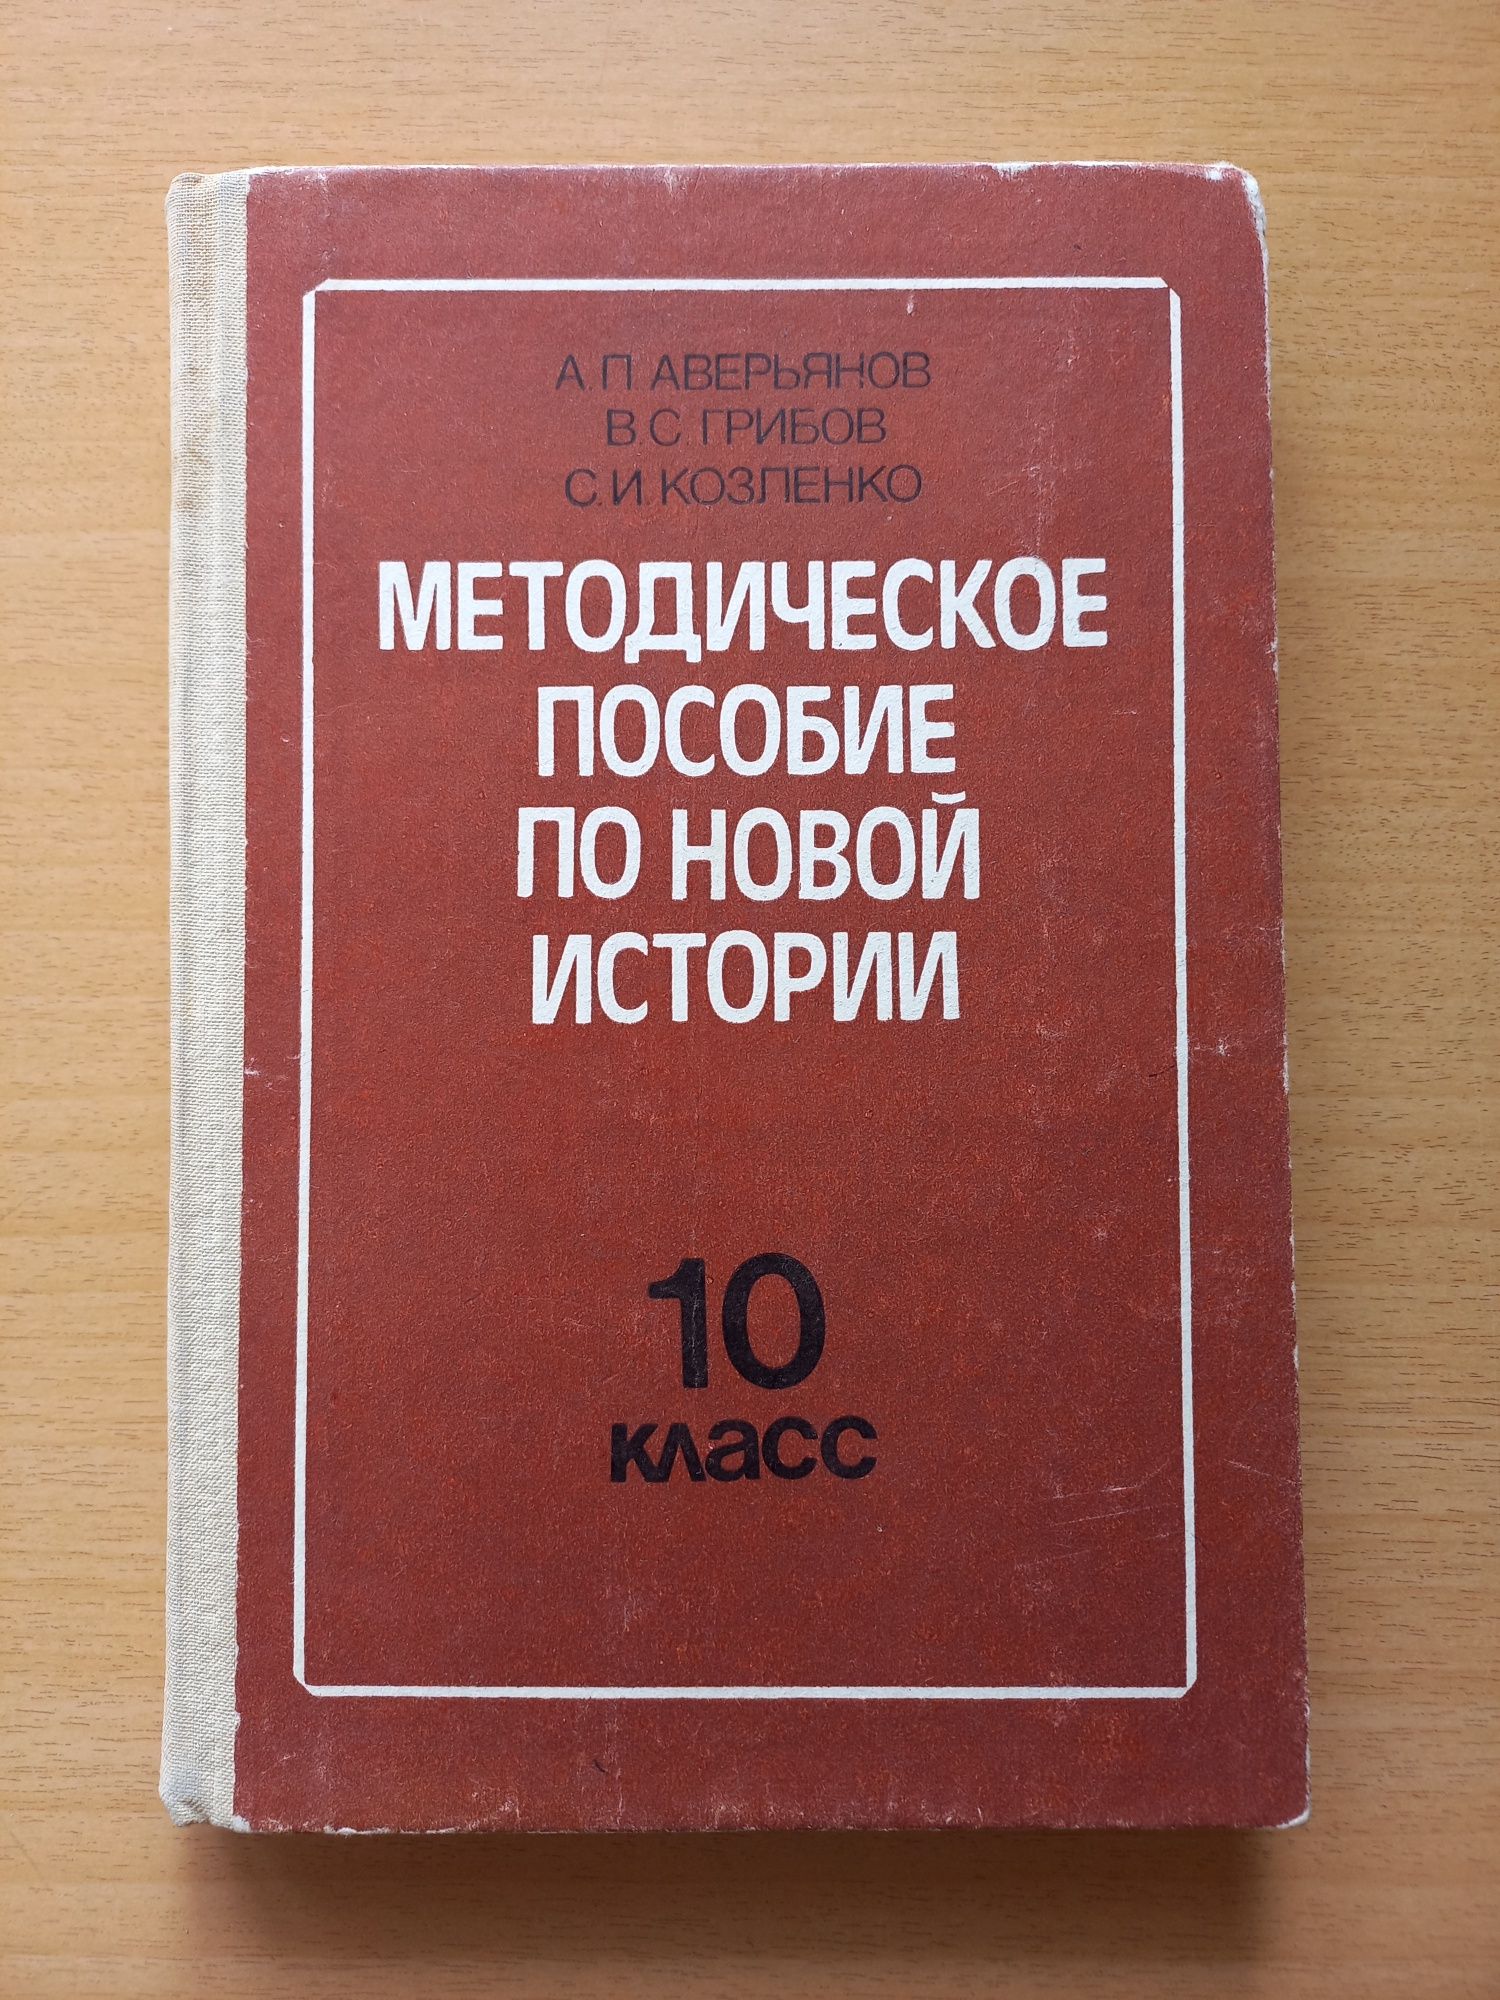 А. П. АВЕРЬЯНОВ
В. С. ГРИБОВ
С. И. КОЗЛЕНКО
МЕТОДИЧЕСКОЕ
ПОСОБИЕ
ПО НОВОЙ
ИСТОРИИ
10
класс